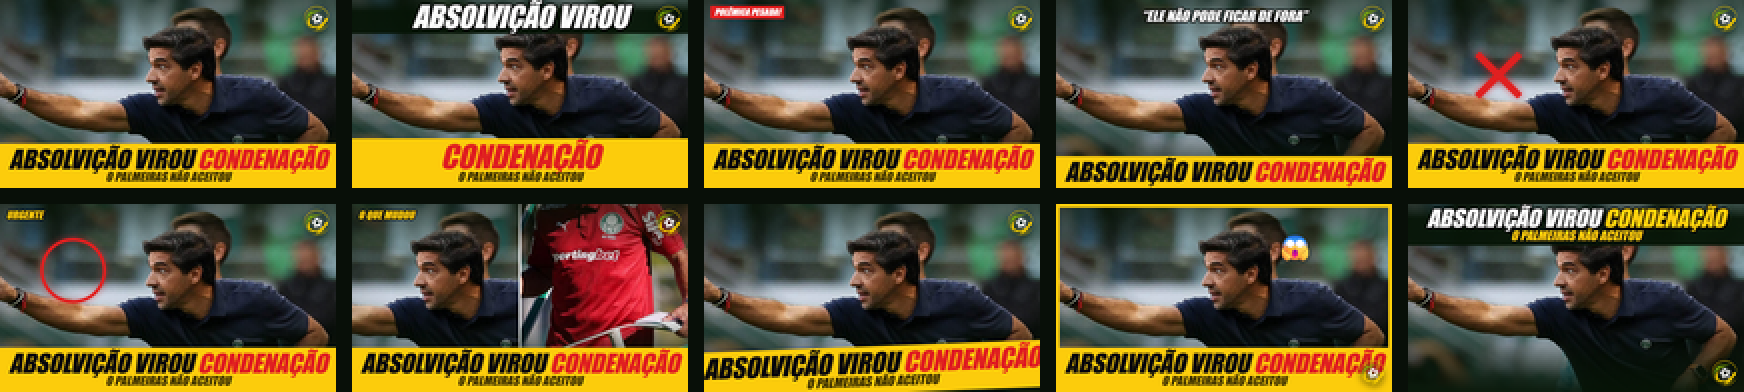 ABSOLVIÇÃO VIROU CONDENAÇÃO
O PALMEIRAS NÃO ACEITOU
ABSOLVIÇÃO VIROU
CONDENAÇÃO
O PALMEIRAS NÃO ACEITOU
POLÊMICA PESADA!
ABSOLVIÇÃO VIROU CONDENAÇÃO
O PALMEIRAS NÃO ACEITOU
"ELE NÃO PODE FICAR DE FORA"
ABSOLVIÇÃO VIROU CONDENAÇÃO
ABSOLVIÇÃO VIROU CONDENAÇÃO
O PALMEIRAS NÃO ACEITOU
URGENTE
ABSOLVIÇÃO VIROU CONDENAÇÃO
O PALMEIRAS NÃO ACEITOU
O QUE MUDOU
sportingbet
ABSOLVIÇÃO VIROU CONDENAÇÃO
O PALMEIRAS NÃO ACEITOU
ABSOLVIÇÃO VIROU CONDENAÇÃO
O PALMEIRAS NÃO ACEITOU
ABSOLVIÇÃO VIROU CONDENAÇÃO
O PALMEIRAS NÃO ACEITOU
ABSOLVIÇÃO VIROU CONDENAÇÃO
O PALMEIRAS NÃO ACEITOU